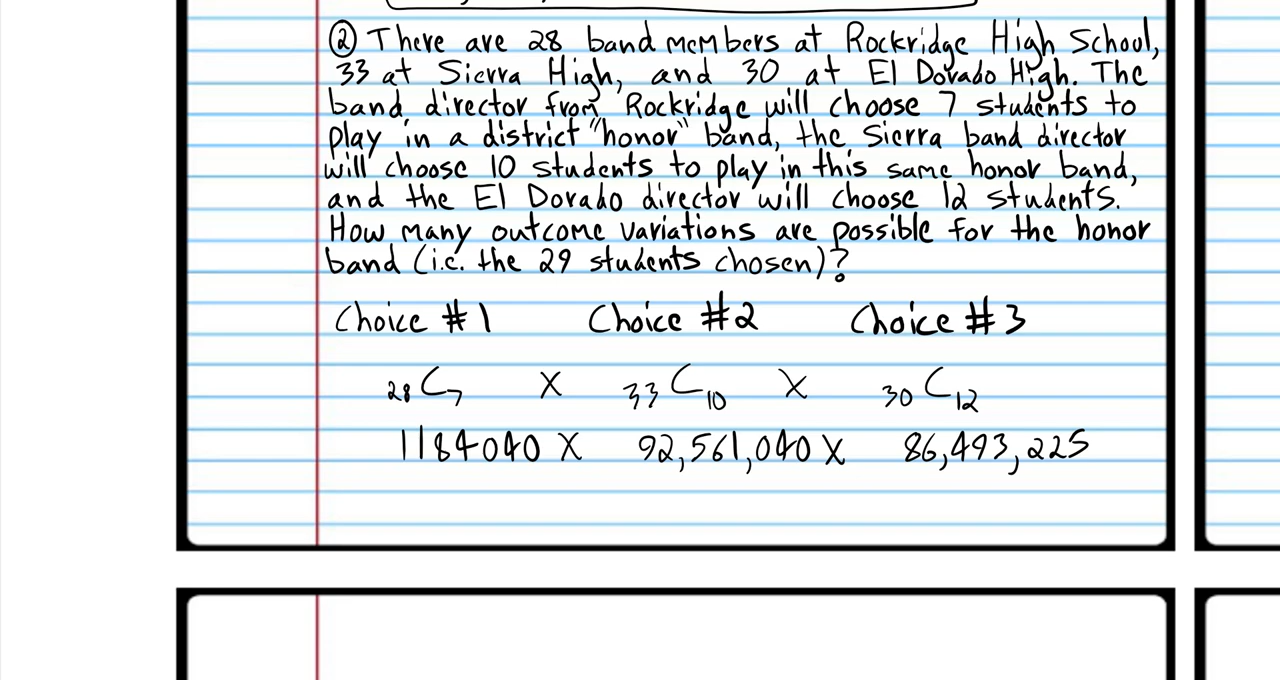 ② There are 28 band members at Rockridge High School,
33 at Sierra High, and 30 at El Dorado High. The
band director from Rockridge will choose 7 students to
play in a district "honor" band, the Sierra band director
will choose 10 students to play in this same honor band,
and the El Dorado director will choose 12 students.
How many outcome variations are possible for the honor
band (i.e. the 29 students chosen)?
Choice #1 Choice #2 Choice #3
₂₈C₇ X ₃₃C₁₀ X ₃₀C₁₂
1184040 X 92,561,040 X 86,493,225